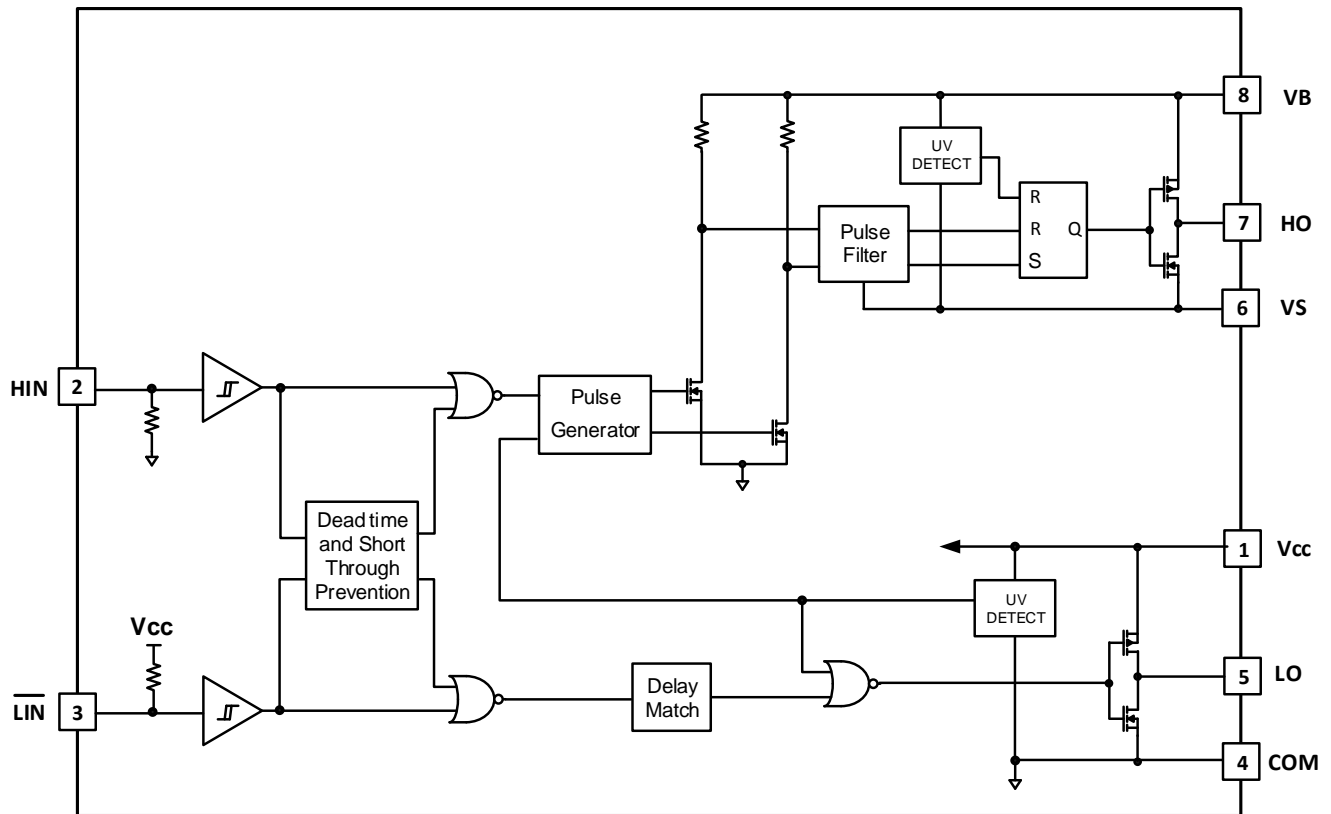 8 VB
UV
DETECT
R
R Q
S
Pulse
Filter
7 HO
6 VS
HIN 2
Pulse
Generator
Dead time
and Short
Through
Prevention
1 Vcc
UV
DETECT
Vcc
LIN 3
Delay
Match
5 LO
4 COM